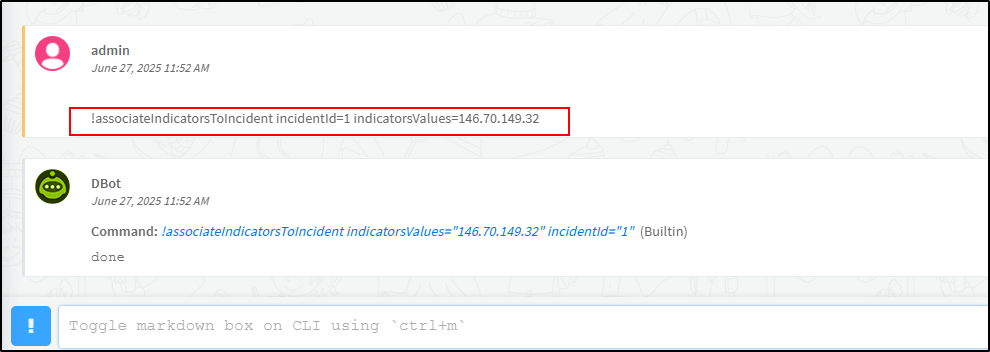 admin
June 27, 2025 11:52 AM
!associateIndicatorsToIncident incidentId=1 indicatorsValues=146.70.149.32
DBot
June 27, 2025 11:52 AM
Command: !associateIndicatorsToIncident indicatorsValues="146.70.149.32" incidentId="1" (Builtin)
done
! Toggle markdown box on CLI using `ctrl+m`